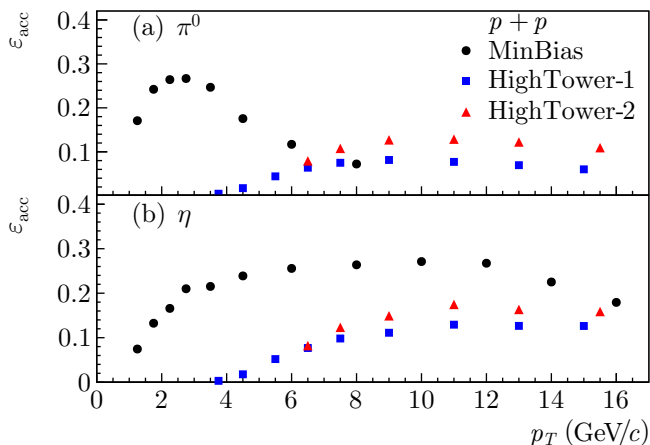 ε_acc
0.4
0.3
0.2
0.1
(a) π⁰
p + p
MinBias
HighTower-1
HighTower-2
ε_acc
0.4
0.3
0.2
0.1
0
(b) η
0 2 4 6 8 10 12 14 16
p_T (GeV/c)